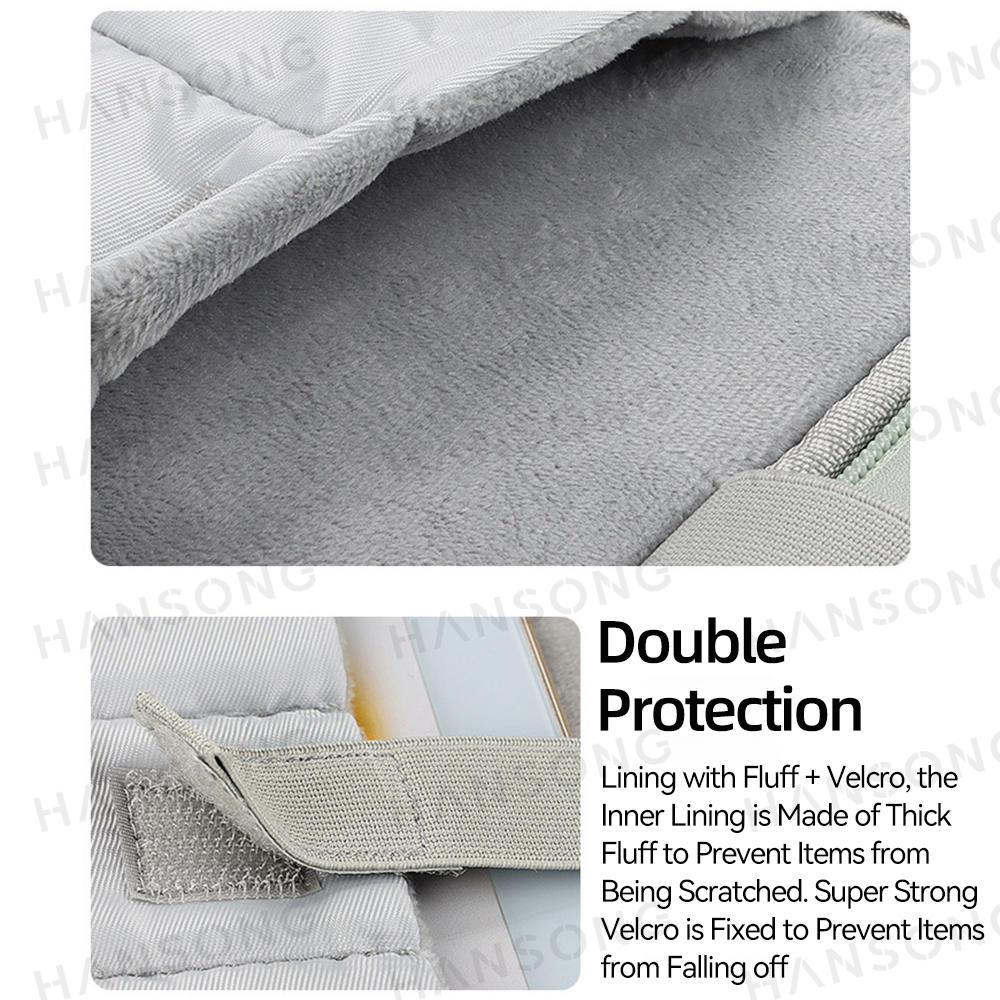 Double
Protection
Lining with Fluff + Velcro, the
Inner Lining is Made of Thick
Fluff to Prevent Items from
Being Scratched. Super Strong
Velcro is Fixed to Prevent Items
from Falling off
HANSONG